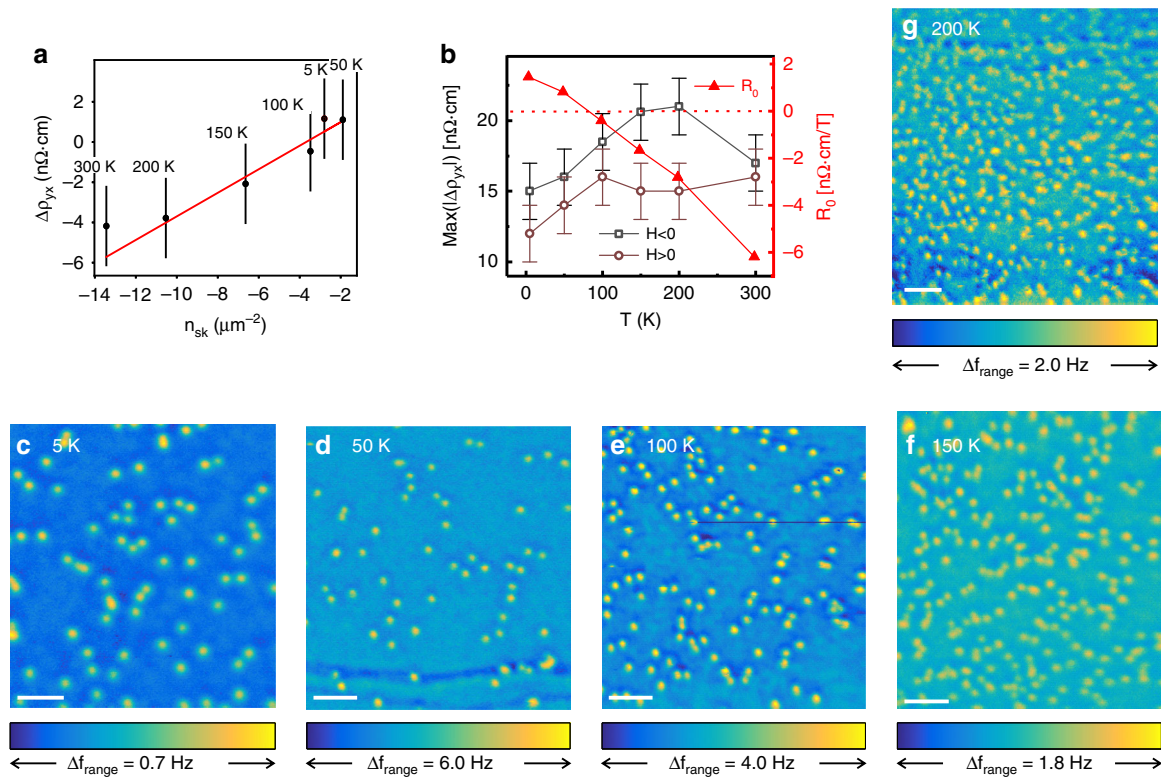 a
Δρyx (nΩ·cm)
2
0
−2
−4
−6
300 K
200 K
150 K
100 K
5 K
50 K
−14
−12
−10
−8
−6
−4
−2
nsk (μm−2)
b
Max(|Δρyx|) [nΩ·cm]
20
15
10
R0
H<0
H>0
2
0
−2
−4
−6
R0 [nΩ·cm/T]
0
100
200
300
T (K)
g
200 K
Δfrange = 2.0 Hz
c
5 K
Δfrange = 0.7 Hz
d
50 K
Δfrange = 6.0 Hz
e
100 K
Δfrange = 4.0 Hz
f
150 K
Δfrange = 1.8 Hz